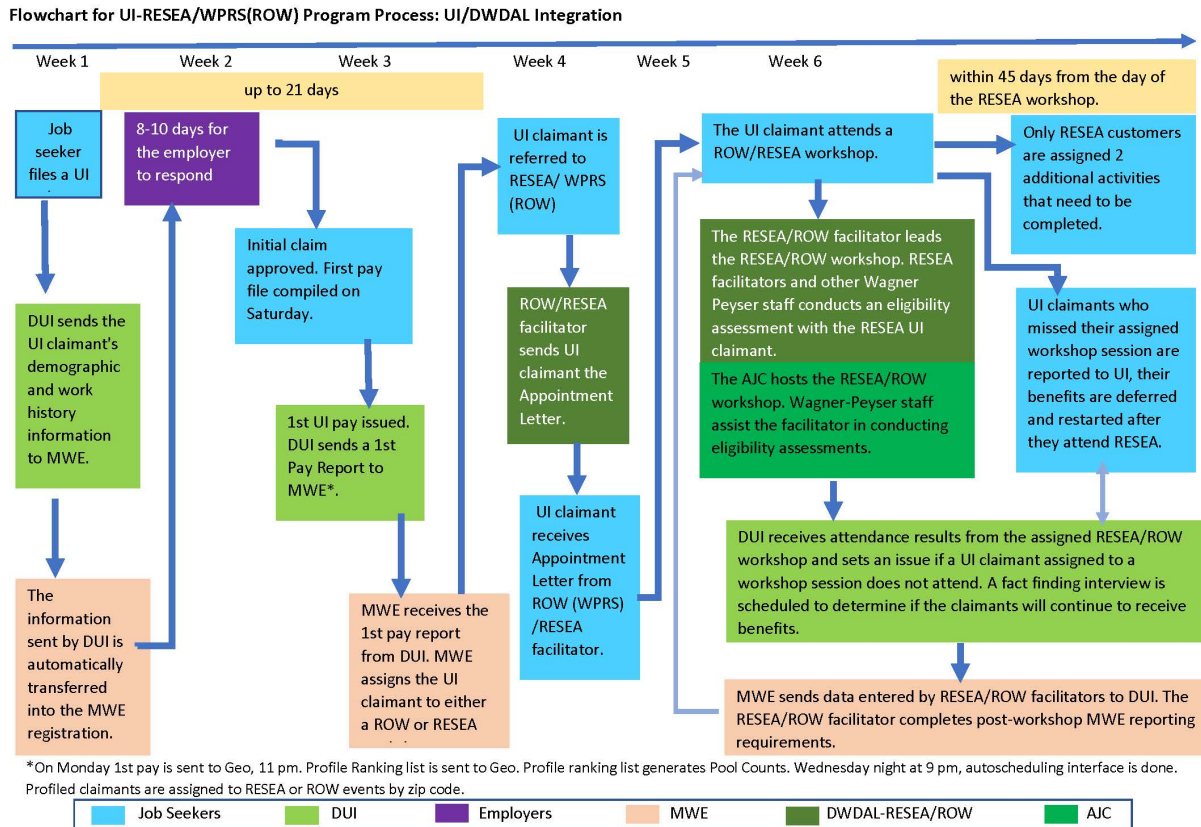 Flowchart for UI-RESEA/WPRS(ROW) Program Process: UI/DWDAL Integration
Week 1
Week 2
Week 3
Week 4
Week 5
Week 6
up to 21 days
within 45 days from the day of
the RESEA workshop.
Job
seeker
files a UI
8-10 days for
the employer
to respond
UI claimant is
referred to
RESEA/ WPRS
(ROW)
The UI claimant attends a
ROW/RESEA workshop.
Only RESEA customers
are assigned 2
additional activities
that need to be
completed.
Initial claim
approved. First pay
file compiled on
Saturday.
The RESEA/ROW facilitator leads
the RESEA/ROW workshop. RESEA
facilitators and other Wagner
Peyser staff conducts an eligibility
assessment with the RESEA UI
claimant.
DUI sends the
UI claimant's
demographic
and work
history
information
to MWE.
ROW/RESEA
facilitator
sends UI
claimant the
Appointment
Letter.
UI claimants who
missed their assigned
workshop session are
reported to UI, their
benefits are deferred
and restarted after
they attend RESEA.
The AJC hosts the RESEA/ROW
workshop. Wagner-Peyser staff
assist the facilitator in conducting
eligibility assessments.
1st UI pay issued.
DUI sends a 1st
Pay Report to
MWE*.
UI claimant
receives
Appointment
Letter from
ROW (WPRS)
/RESEA
facilitator.
DUI receives attendance results from the assigned RESEA/ROW
workshop and sets an issue if a UI claimant assigned to a
workshop session does not attend. A fact finding interview is
scheduled to determine if the claimants will continue to receive
benefits.
The
information
sent by DUI is
automatically
transferred
into the MWE
registration.
MWE receives the
1st pay report
from DUI. MWE
assigns the UI
claimant to either
a ROW or RESEA
MWE sends data entered by RESEA/ROW facilitators to DUI. The
RESEA/ROW facilitator completes post-workshop MWE reporting
requirements.
*On Monday 1st pay is sent to Geo, 11 pm. Profile Ranking list is sent to Geo. Profile ranking list generates Pool Counts. Wednesday night at 9 pm, autoscheduling interface is done.
Profiled claimants are assigned to RESEA or ROW events by zip code.
Job Seekers
DUI
Employers
MWE
DWDAL-RESEA/ROW
AJC